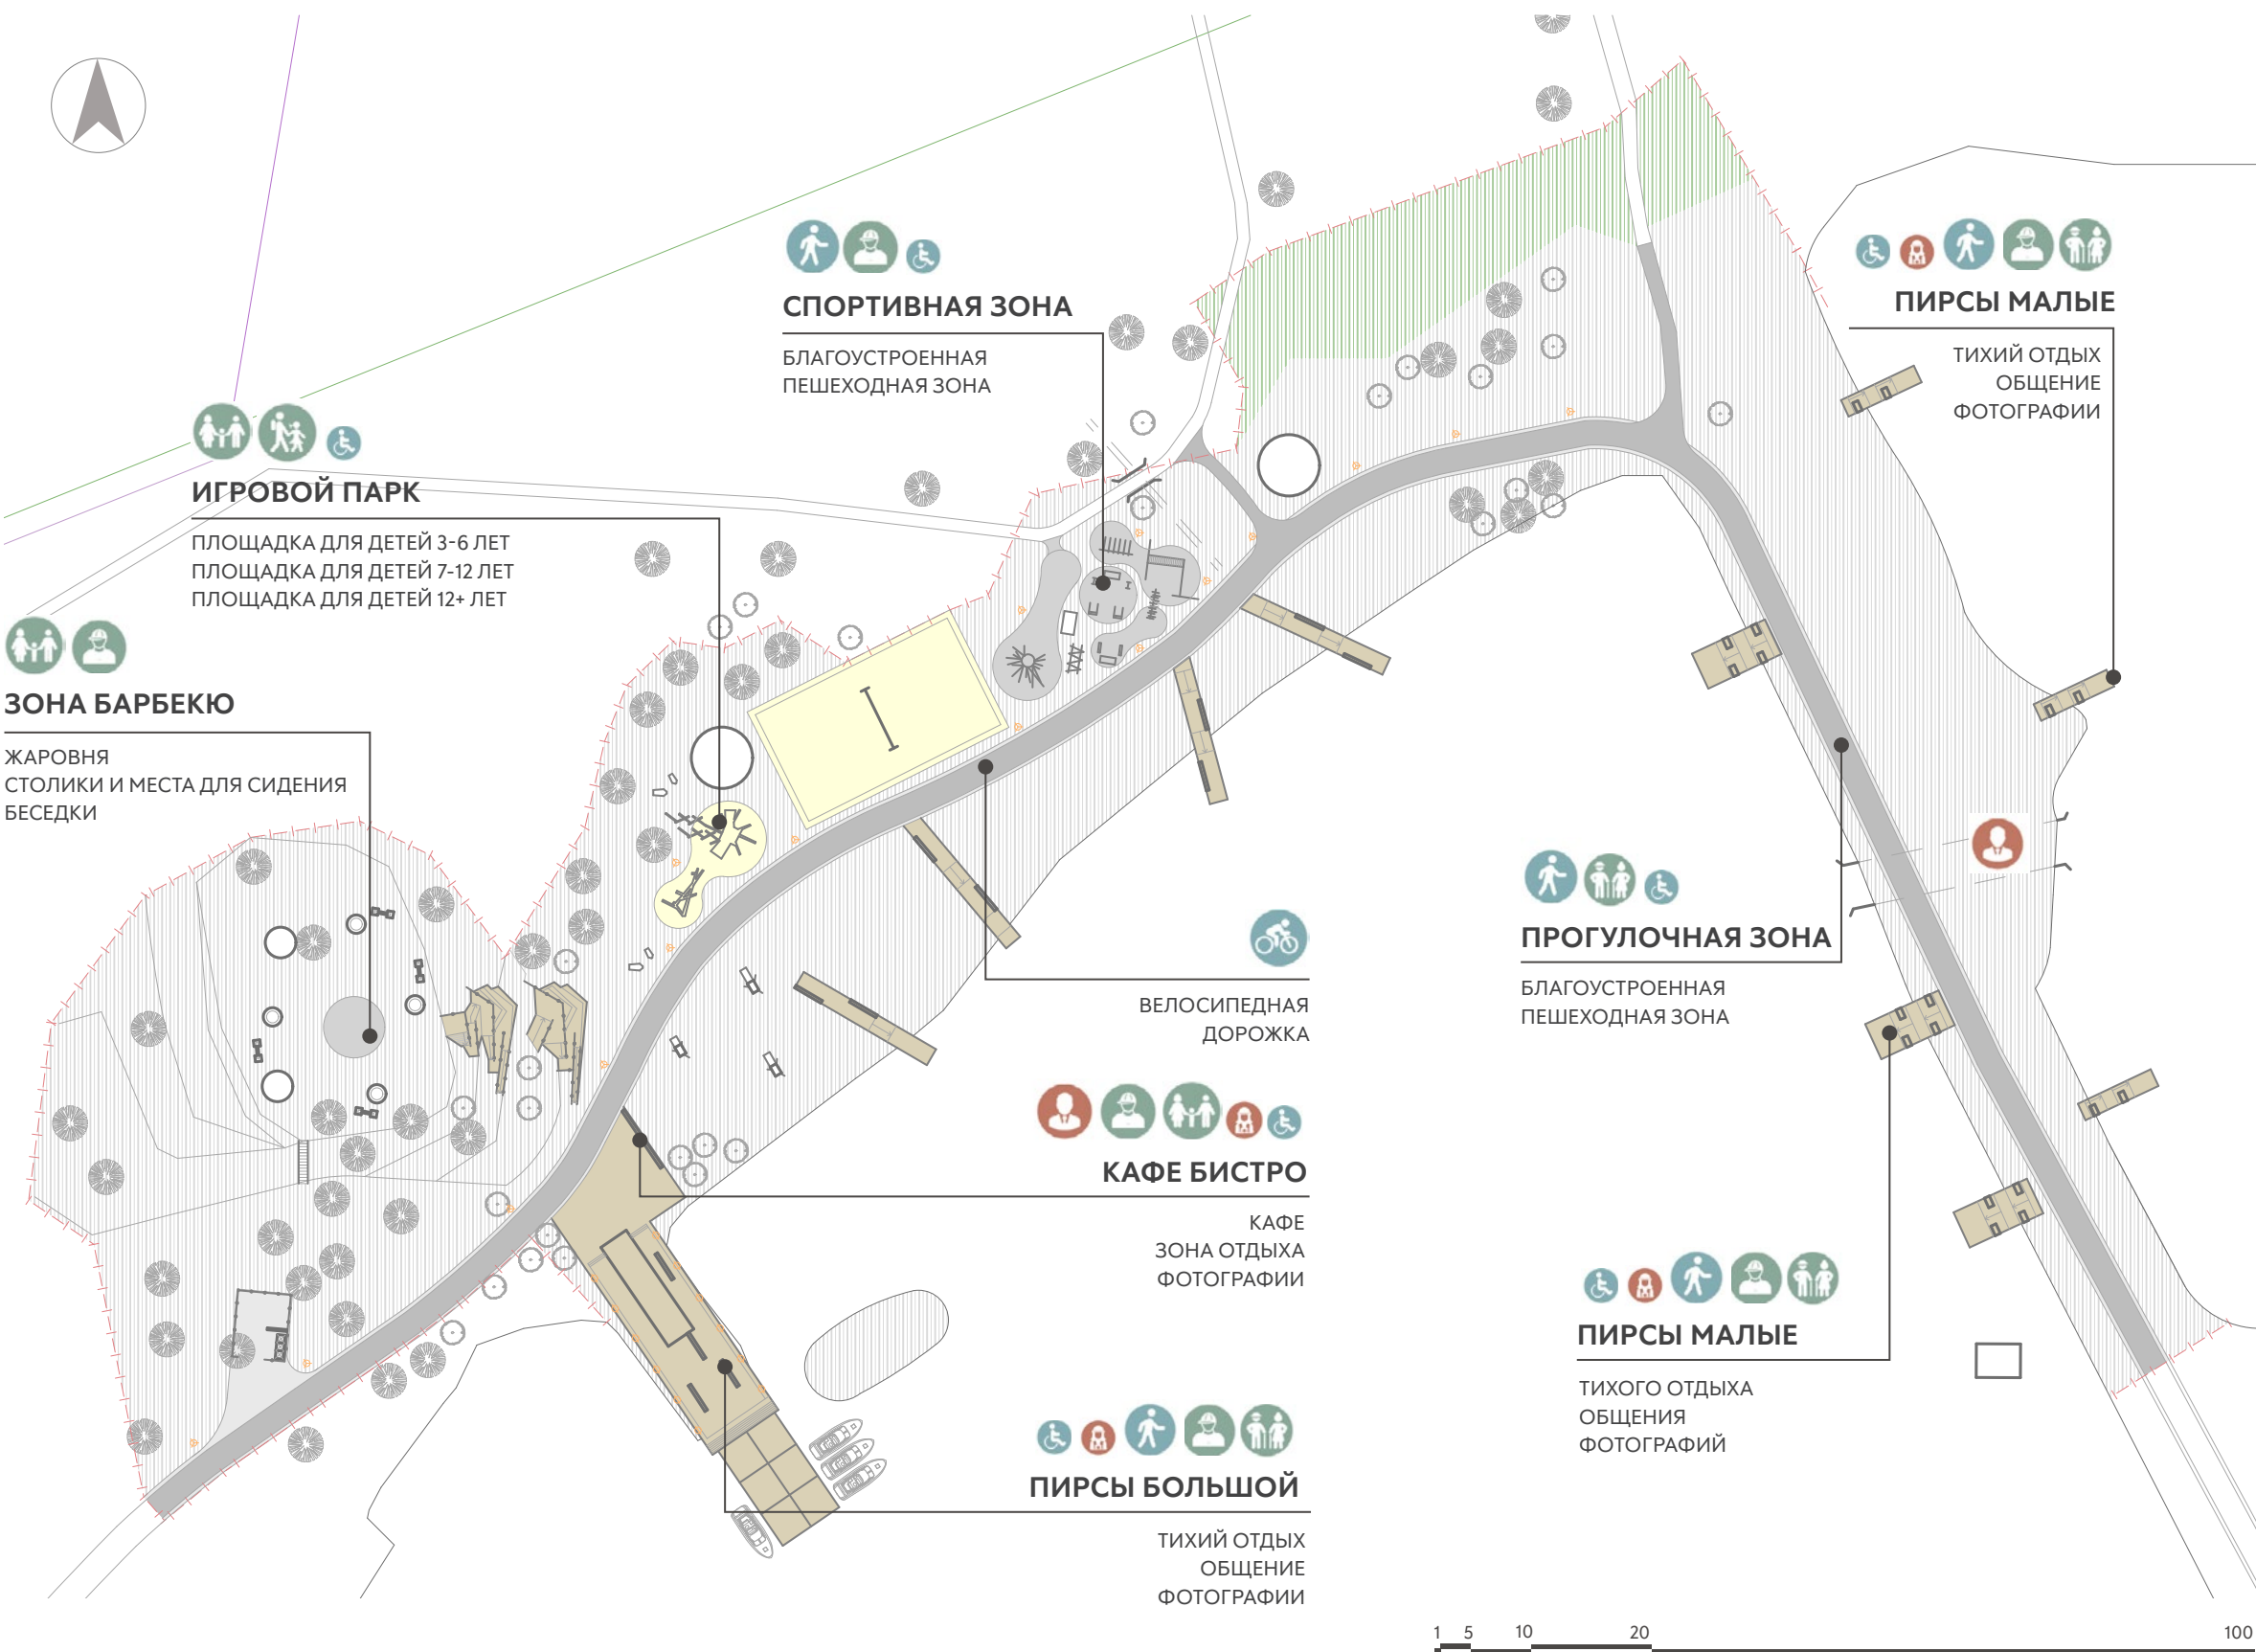 СПОРТИВНАЯ ЗОНА
БЛАГОУСТРОЕННАЯ
ПЕШЕХОДНАЯ ЗОНА
ПИРСЫ МАЛЫЕ
ТИХИЙ ОТДЫХ
ОБЩЕНИЕ
ФОТОГРАФИИ
ИГРОВОЙ ПАРК
ПЛОЩАДКА ДЛЯ ДЕТЕЙ 3-6 ЛЕТ
ПЛОЩАДКА ДЛЯ ДЕТЕЙ 7-12 ЛЕТ
ПЛОЩАДКА ДЛЯ ДЕТЕЙ 12+ ЛЕТ
ЗОНА БАРБЕКЮ
ЖАРОВНЯ
СТОЛИКИ И МЕСТА ДЛЯ СИДЕНИЯ
БЕСЕДКИ
ВЕЛОСИПЕДНАЯ
ДОРОЖКА
ПРОГУЛОЧНАЯ ЗОНА
БЛАГОУСТРОЕННАЯ
ПЕШЕХОДНАЯ ЗОНА
КАФЕ БИСТРО
КАФЕ
ЗОНА ОТДЫХА
ФОТОГРАФИИ
ПИРСЫ МАЛЫЕ
ТИХОГО ОТДЫХА
ОБЩЕНИЯ
ФОТОГРАФИЙ
ПИРСЫ БОЛЬШОЙ
ТИХИЙ ОТДЫХ
ОБЩЕНИЕ
ФОТОГРАФИИ
1 5 10 20 100